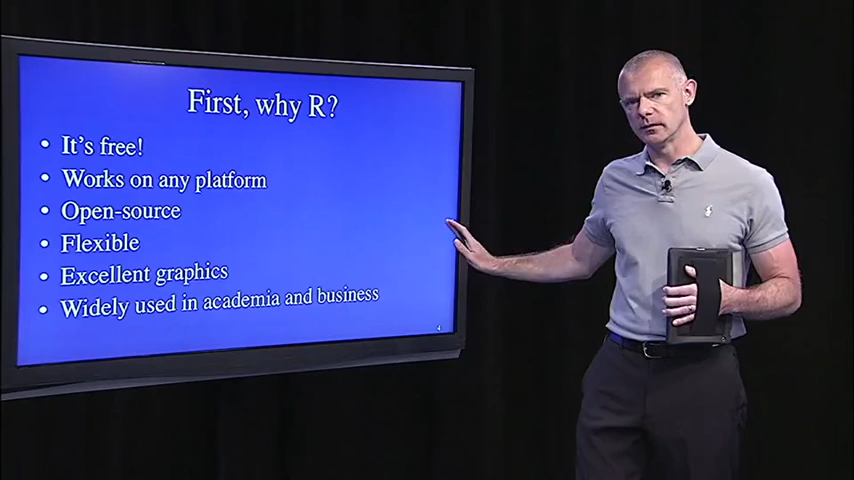 First, why R?
• It's free!
• Works on any platform
• Open-source
• Flexible
• Excellent graphics
• Widely used in academia and business
4